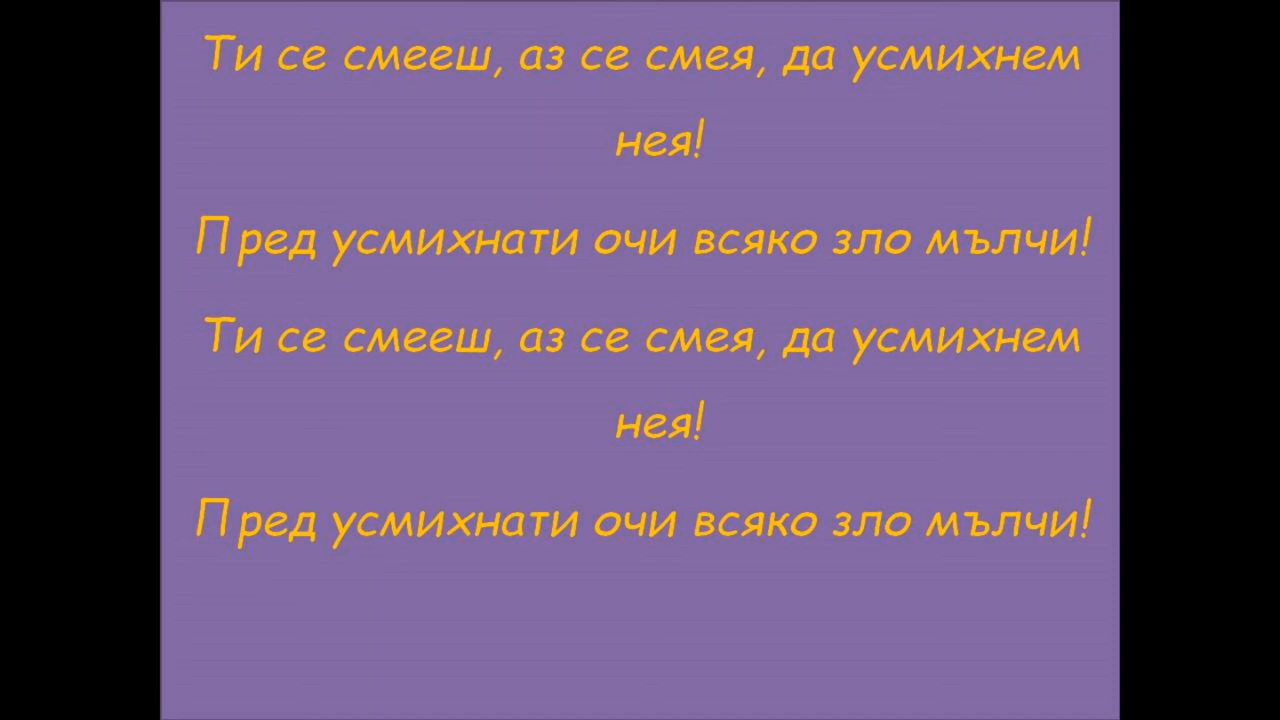 Ти се смееш, аз се смея, да усмихнем
нея!
Пред усмихнати очи всяко зло мълчи!
Ти се смееш, аз се смея, да усмихнем
нея!
Пред усмихнати очи всяко зло мълчи!